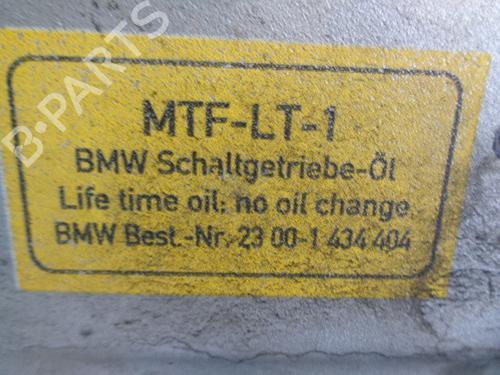 B-PARTS
MTF-LT-1
BMW Schaltgetriebe-Öl
Life time oil: no oil change
BMW Best.-Nr. 23 00-1 434 404